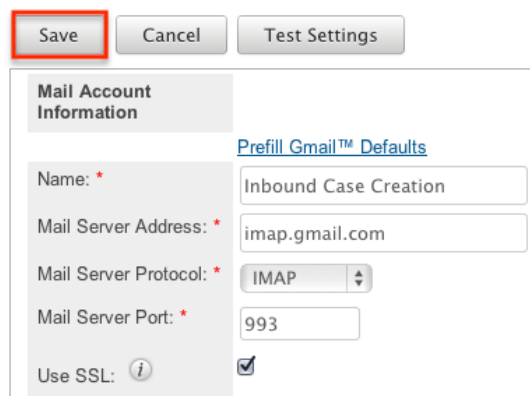 Save Cancel Test Settings
Mail Account
Information
Prefill Gmail™ Defaults
Name: * Inbound Case Creation
Mail Server Address: * imap.gmail.com
Mail Server Protocol: * IMAP
Mail Server Port: * 993
Use SSL: i